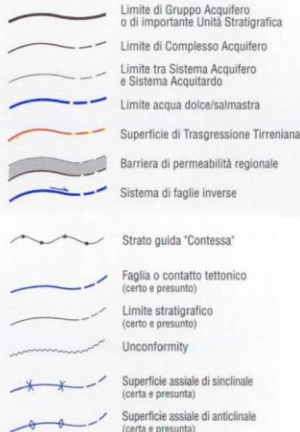 Limite di Gruppo Acquifero
o di importante Unità Stratigrafica
Limite di Complesso Acquifero
Limite tra Sistema Acquifero
e Sistema Acquitardo
Limite acqua dolce/salmastra
Superficie di Trasgressione Tirreniana
Barriera di permeabilità regionale
Sistema di faglie inverse
Strato guida "Contessa"
Faglia o contatto tettonico
(certo e presunto)
Limite stratigrafico
(certo e presunto)
Unconformity
Superficie assiale di sinclinale
(certa e presunta)
Superficie assiale di anticlinale
(certa e presunta)